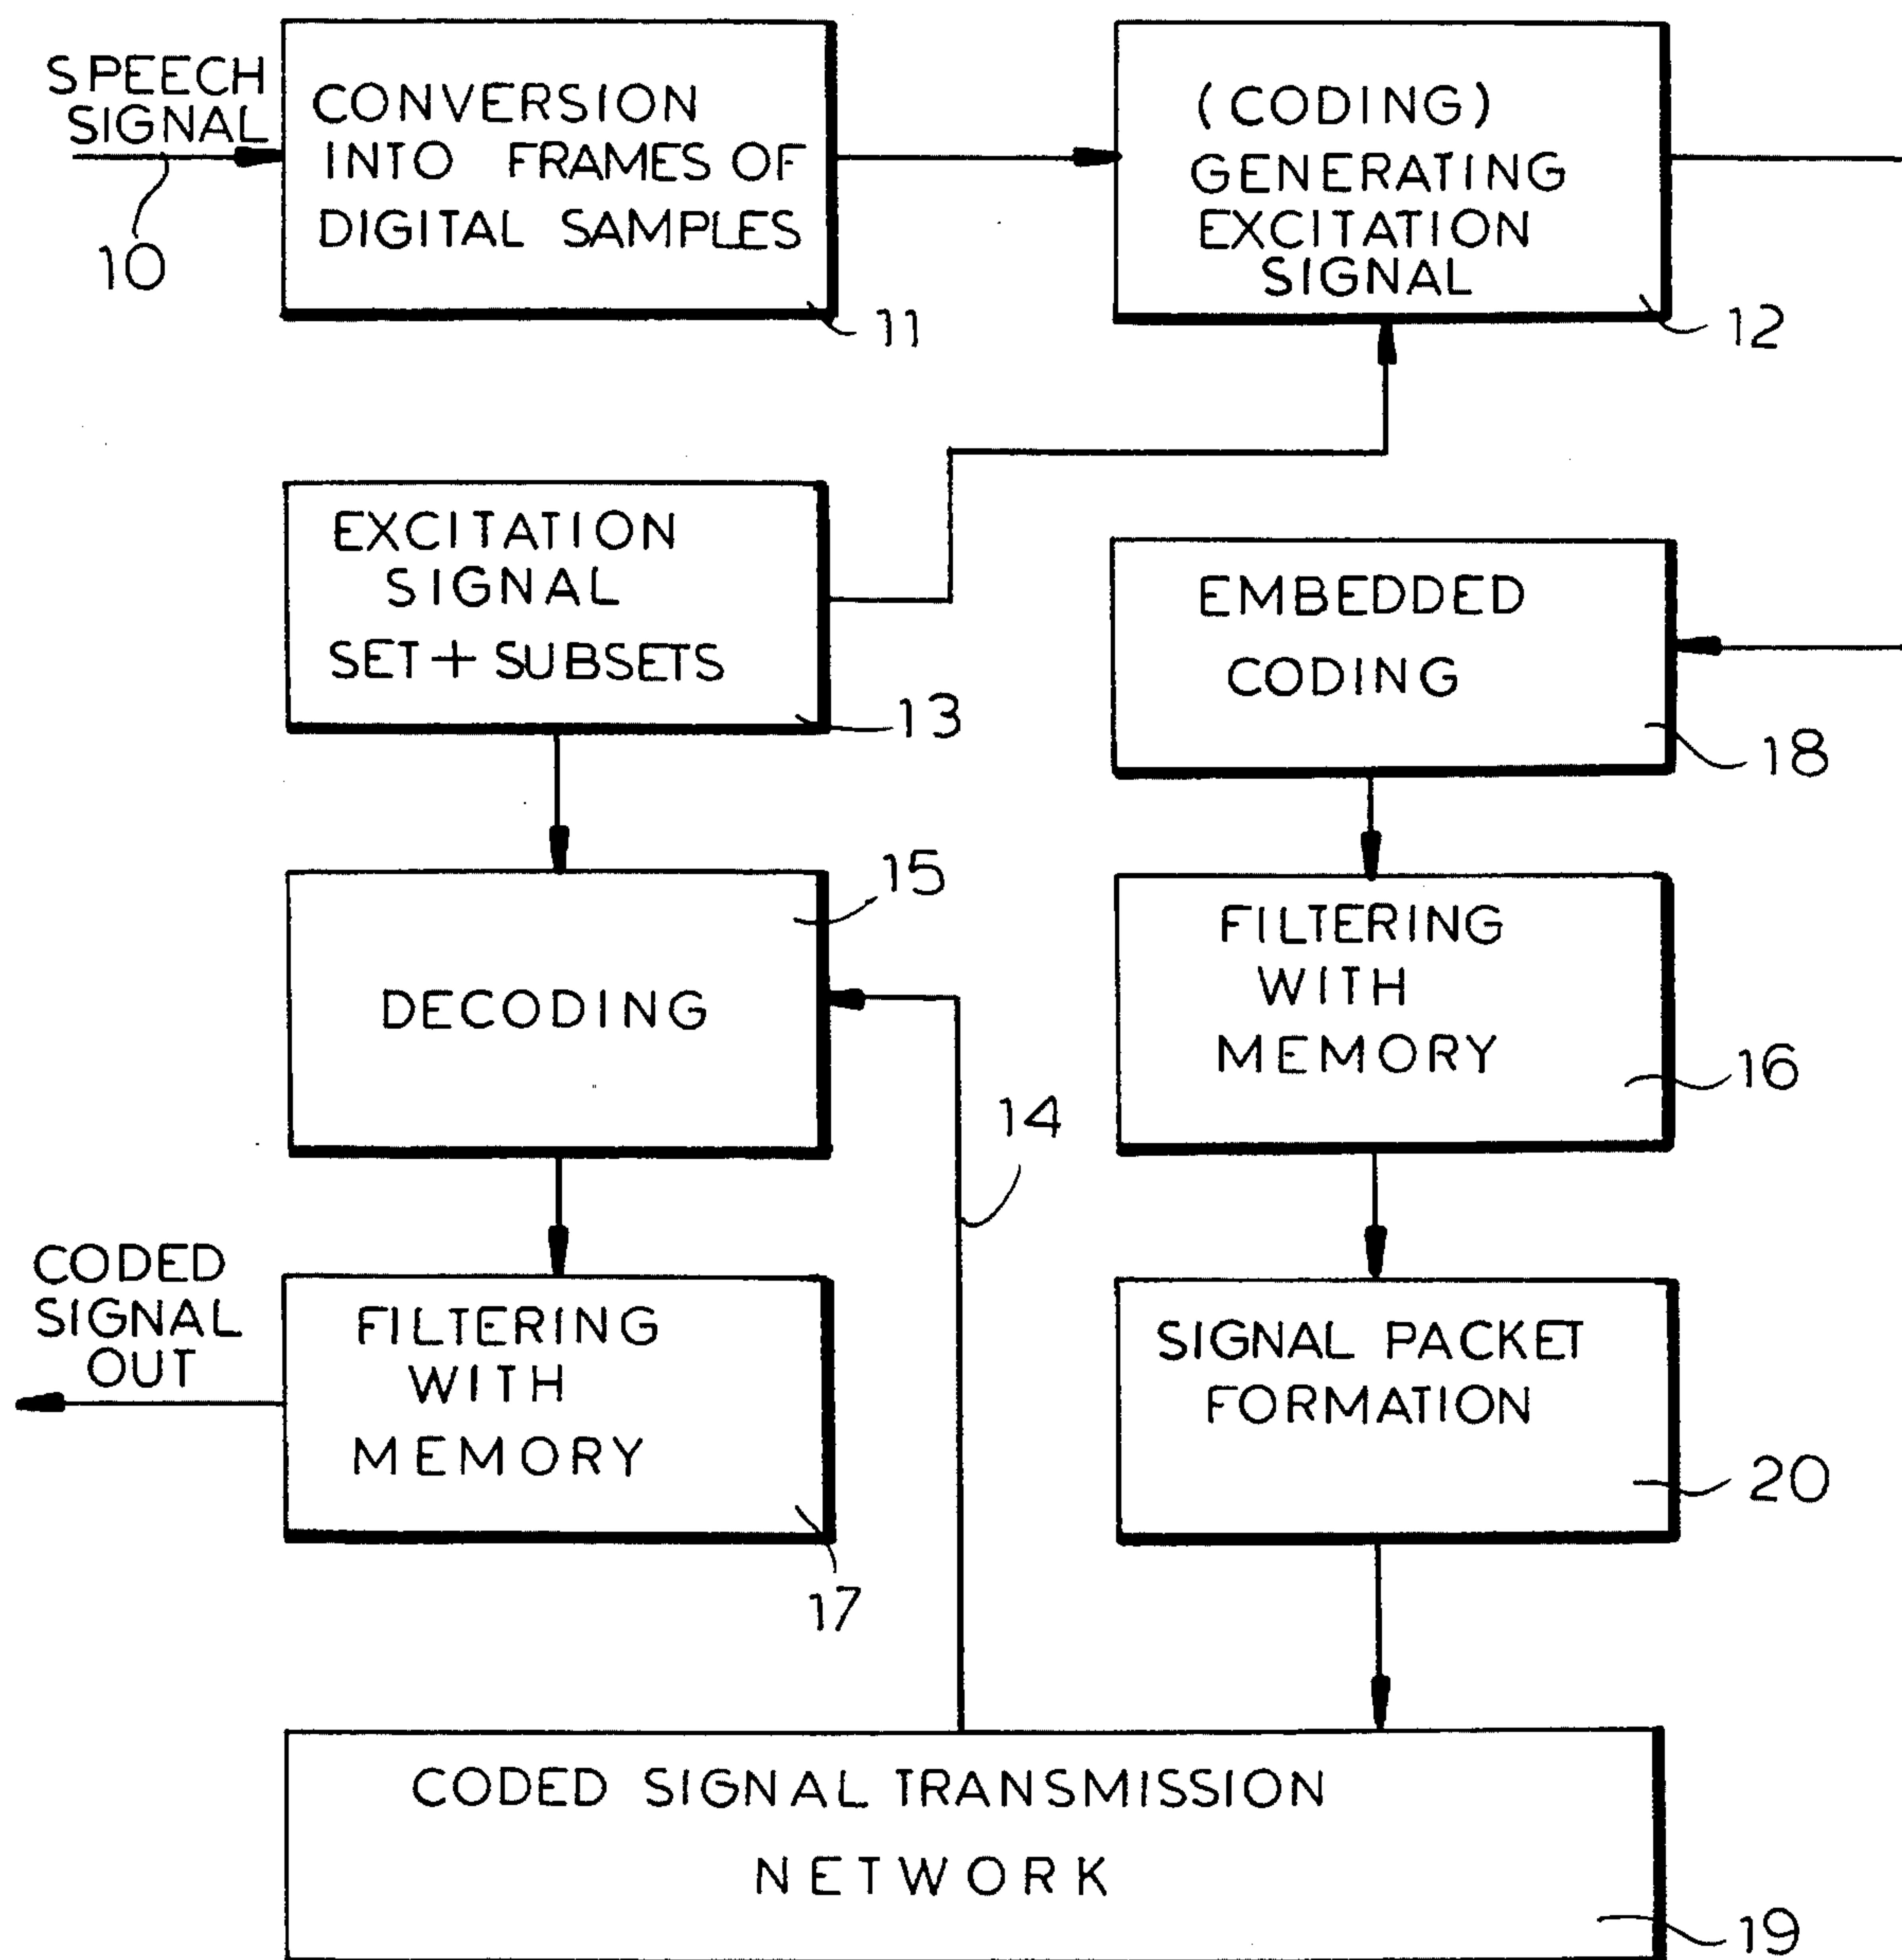 SPEECH
SIGNAL
10
CONVERSION
INTO FRAMES OF
DIGITAL SAMPLES
11
(CODING)
GENERATING
EXCITATION
SIGNAL
12
EXCITATION
SIGNAL
SET + SUBSETS
13
EMBEDDED
CODING
18
DECODING
15
FILTERING
WITH
MEMORY
16
14
CODED
SIGNAL
OUT
FILTERING
WITH
MEMORY
17
SIGNAL PACKET
FORMATION
20
CODED SIGNAL TRANSMISSION
NETWORK
19